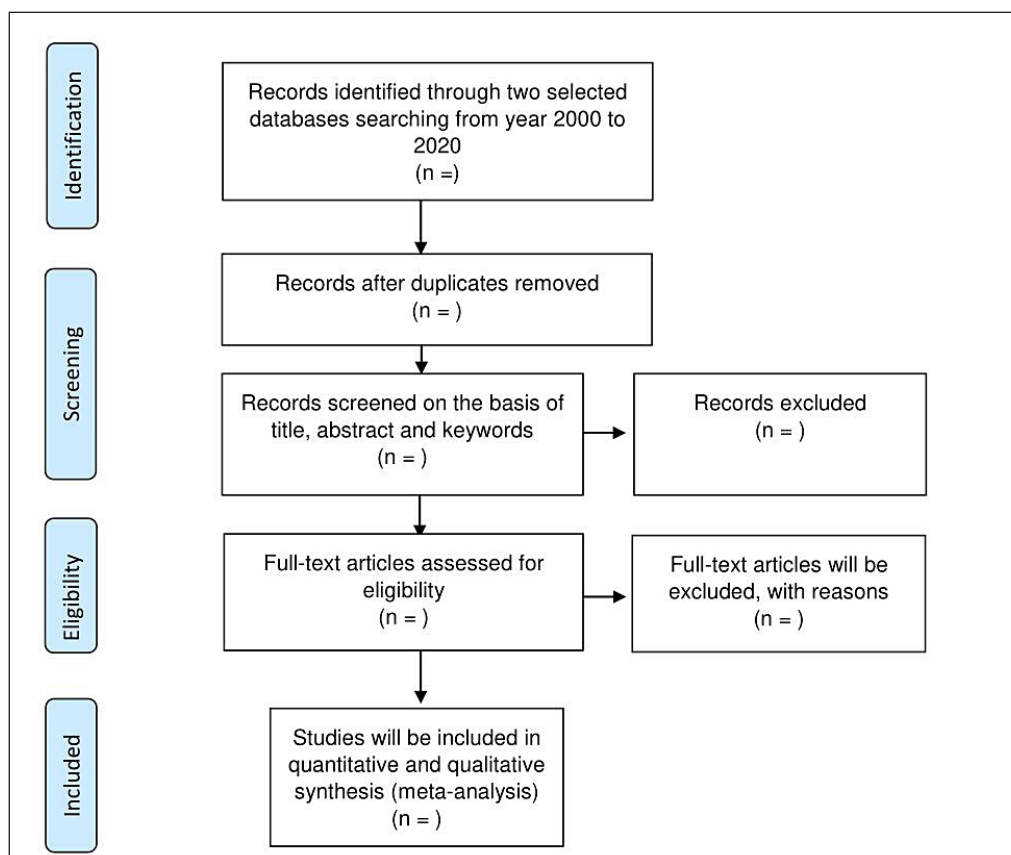 Identification
Records identified through two selected
databases searching from year 2000 to
2020
(n =)
Screening
Records after duplicates removed
(n = )
Records screened on the basis of
title, abstract and keywords
(n = )
Records excluded
(n = )
Eligibility
Full-text articles assessed for
eligibility
(n = )
Full-text articles will be
excluded, with reasons
(n = )
Included
Studies will be included in
quantitative and qualitative
synthesis (meta-analysis)
(n = )